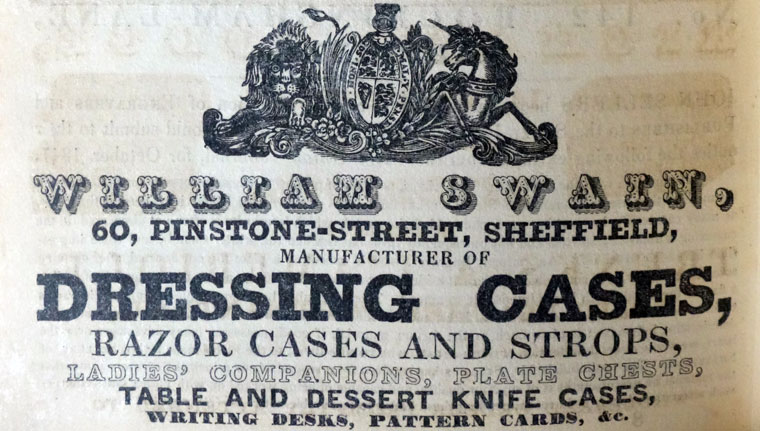 WILLIAM SWAIN,
60, PINSTONE-STREET, SHEFFIELD,
MANUFACTURER OF
DRESSING CASES,
RAZOR CASES AND STROPS,
LADIES' COMPANIONS, PLATE CHESTS,
TABLE AND DESSERT KNIFE CASES,
WRITING DESKS, PATTERN CARDS, &c.